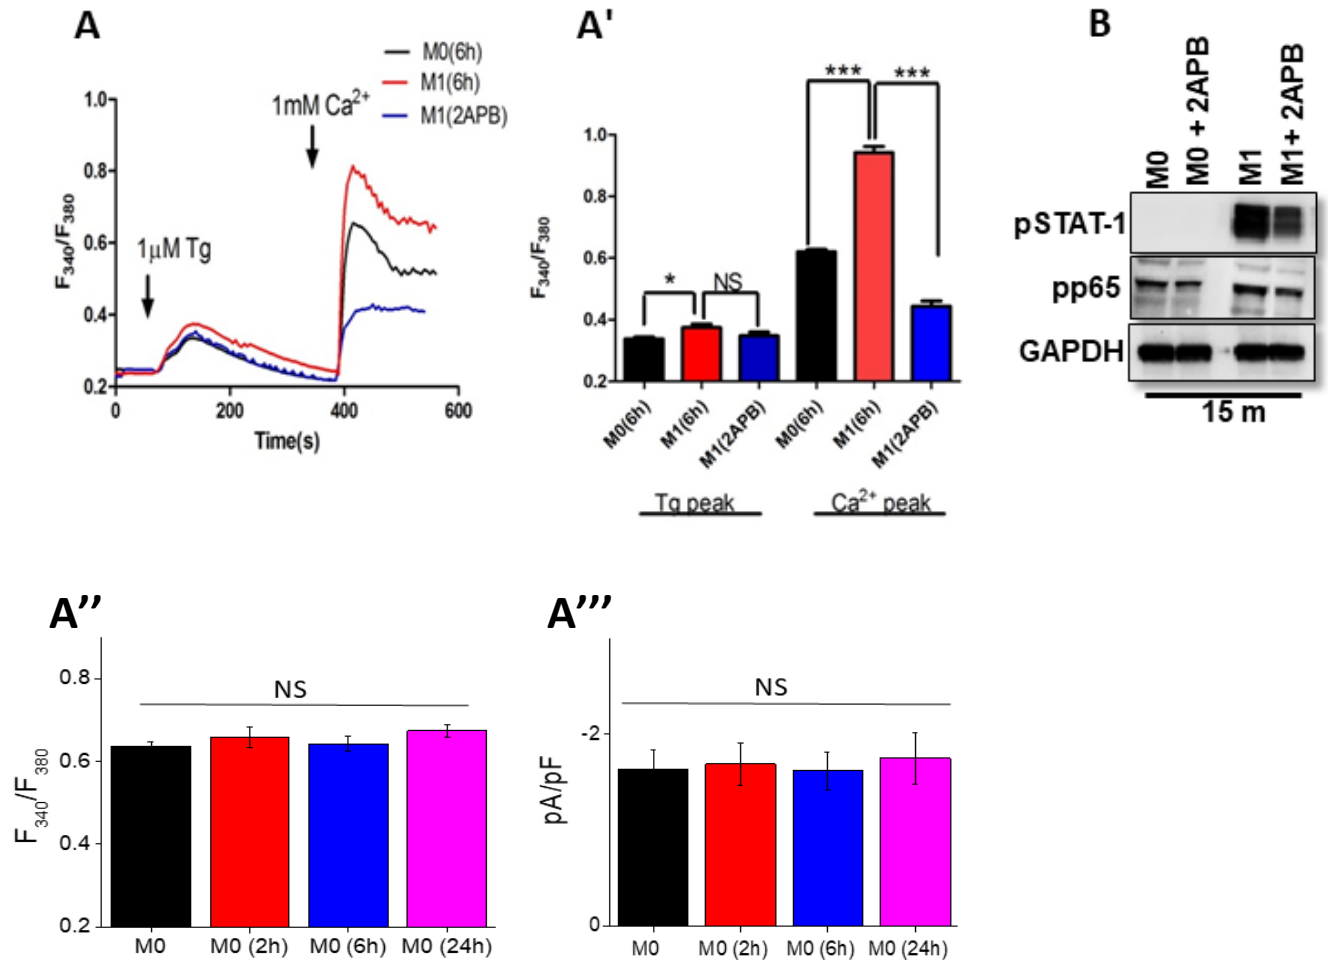 A
M0(6h)
M1(6h)
M1(2APB)
1mM Ca2+
1µM Tg
F340/F380
1.0
0.8
0.6
0.4
0.2
0
200
400
600
Time(s)
A'
***
***
*
NS
F340/F380
1.0
0.8
0.6
0.4
0.2
M0(6h)
M1(6h)
M1(2APB)
M0(6h)
M1(6h)
M1(2APB)
Tg peak
Ca2+ peak
B
M0
M0 + 2APB
M1
M1+ 2APB
pSTAT-1
pp65
GAPDH
15 m
A’’
NS
F 340/F 380
0.8
0.6
0.4
0.2
M0
M0 (2h)
M0 (6h)
M0 (24h)
A’’’
NS
pA/pF
-2
0
M0
M0 (2h)
M0 (6h)
M0 (24h)